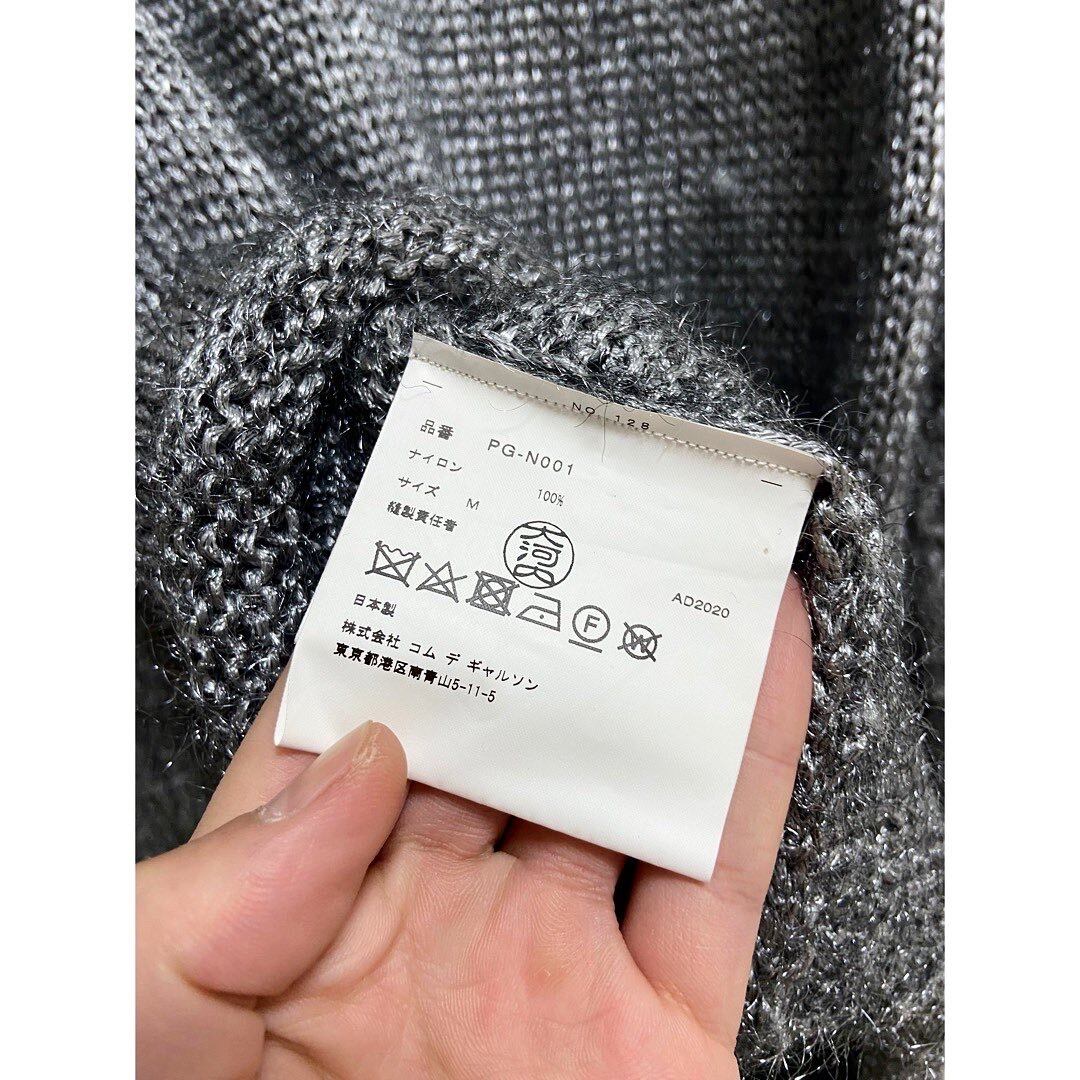 NO. 128
品番 PG-N001
ナイロン 100%
サイズ M
縫製責任者
大河内
AD2020
F
W
日本製
株式会社 コム デ ギャルソン
東京都港区南青山5-11-5